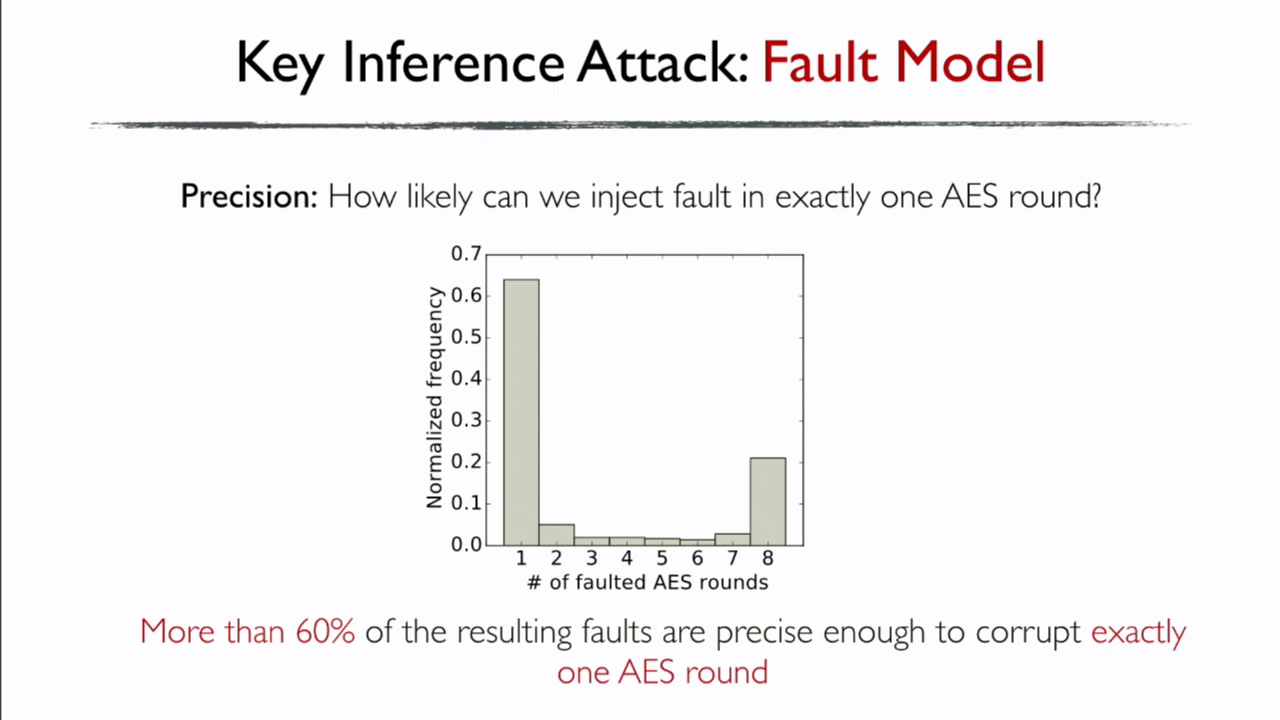 Key Inference Attack: Fault Model
Precision: How likely can we inject fault in exactly one AES round?
0.7
0.6
0.5
0.4
0.3
0.2
0.1
0.0
Normalized frequency
1 2 3 4 5 6 7 8
# of faulted AES rounds
More than 60% of the resulting faults are precise enough to corrupt exactly
one AES round